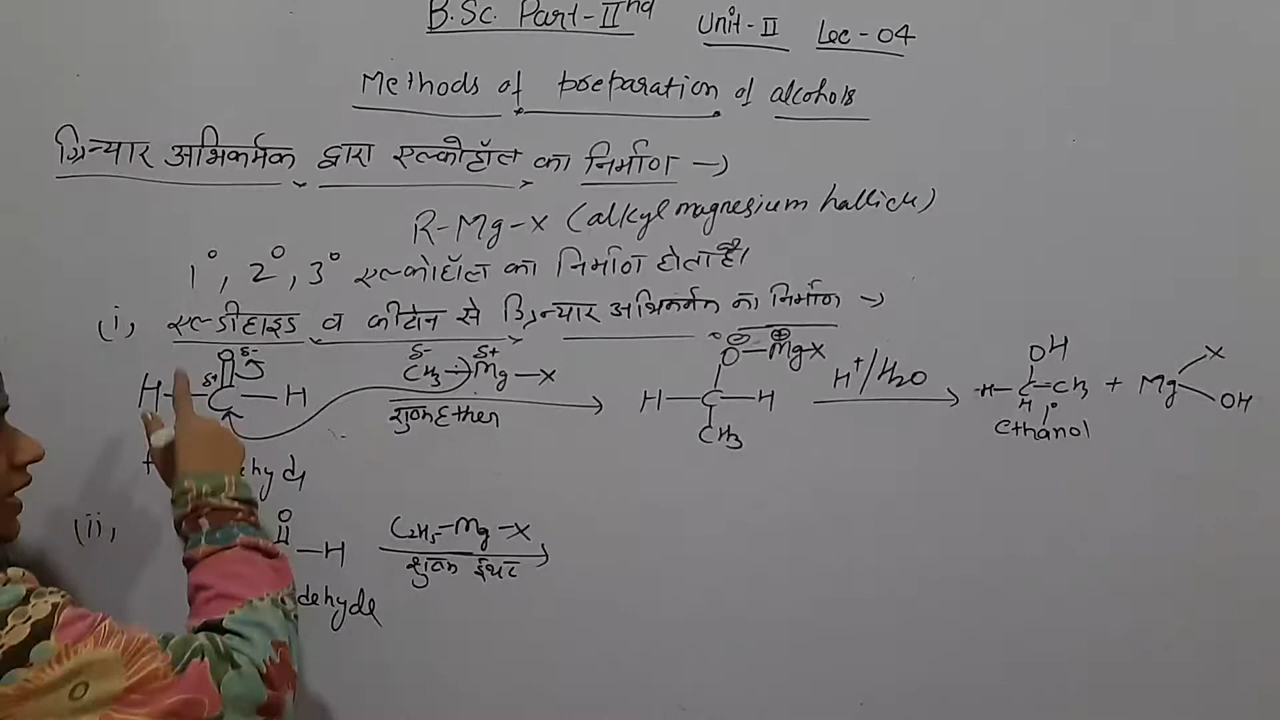 B.Sc. Part-IInd Unit-II Lec-04
Methods of preparation of alcohols
ग्रिन्यार अभिकर्मक द्वारा एल्कोहॉल का निर्माण →
R-Mg-X (alkyl magnesium hallide)
1°, 2°, 3° एल्कोहॉल का निर्माण होता है।
(i) एल्डीहाइड व कीटोन से ग्रिन्यार अभिकर्मक का निर्माण →
H-C-H O δ- δ+ CH3 δ- Mg δ+ -X शुष्क Ether H-C-H O⊖-⊕MgX CH3 H+/H2O H-C-CH3 OH H + Mg X OH
ethanol
(ii) O -H C2H5-Mg-X शुष्क ईथर